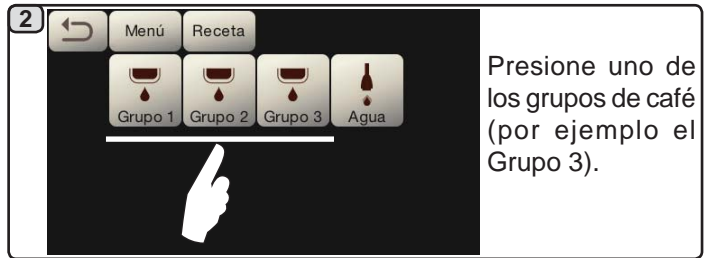 2
Menú Receta
Grupo 1 Grupo 2 Grupo 3 Agua
Presione uno de
los grupos de café
(por ejemplo el
Grupo 3).